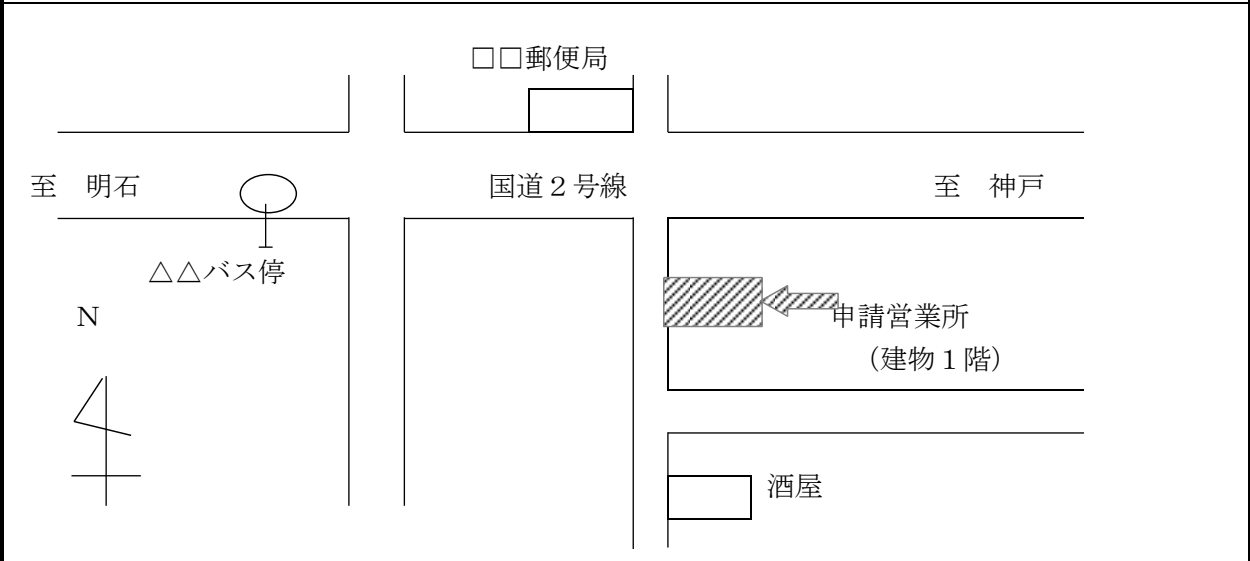 □□郵便局
至　明石
国道２号線
至　神戸
△△バス停
Ｎ
申請営業所
（建物１階）
酒屋